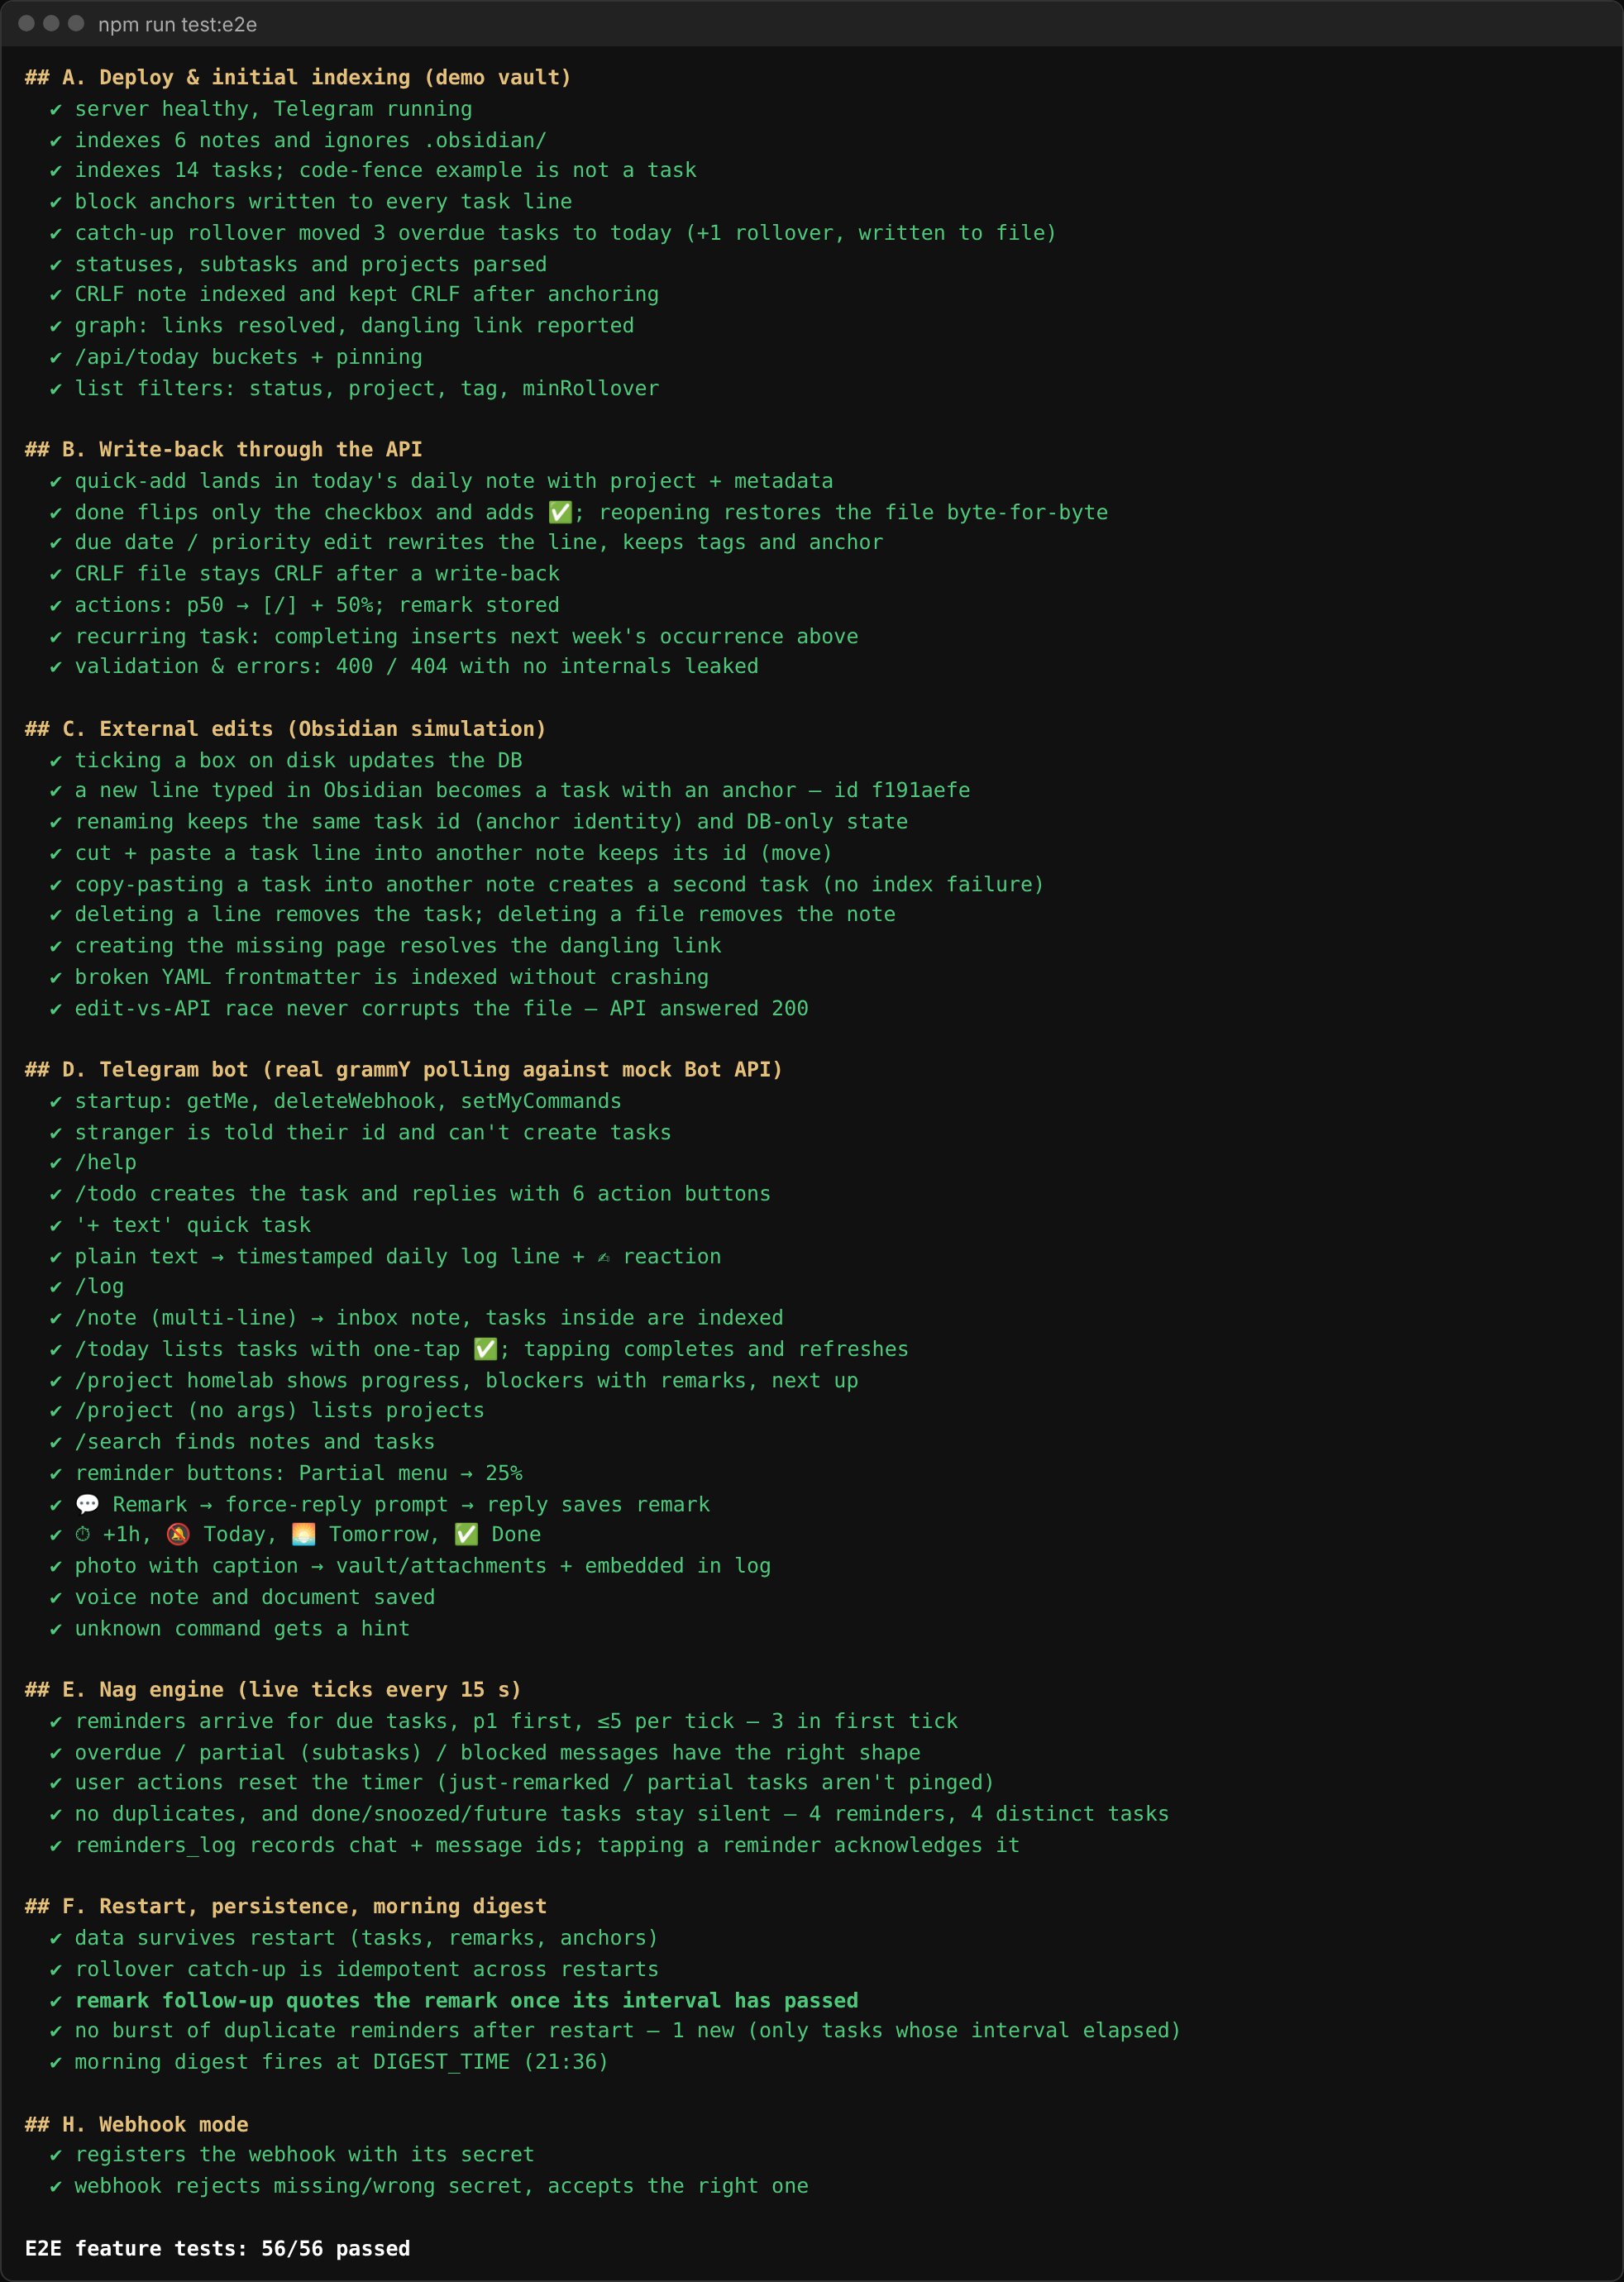 npm run test:e2e
## A. Deploy & initial indexing (demo vault)
✔ server healthy, Telegram running
✔ indexes 6 notes and ignores .obsidian/
✔ indexes 14 tasks; code-fence example is not a task
✔ block anchors written to every task line
✔ catch-up rollover moved 3 overdue tasks to today (+1 rollover, written to file)
✔ statuses, subtasks and projects parsed
✔ CRLF note indexed and kept CRLF after anchoring
✔ graph: links resolved, dangling link reported
✔ /api/today buckets + pinning
✔ list filters: status, project, tag, minRollover
## B. Write-back through the API
✔ quick-add lands in today's daily note with project + metadata
✔ done flips only the checkbox and adds ✅; reopening restores the file byte-for-byte
✔ due date / priority edit rewrites the line, keeps tags and anchor
✔ CRLF file stays CRLF after a write-back
✔ actions: p50 → [/] + 50%; remark stored
✔ recurring task: completing inserts next week's occurrence above
✔ validation & errors: 400 / 404 with no internals leaked
## C. External edits (Obsidian simulation)
✔ ticking a box on disk updates the DB
✔ a new line typed in Obsidian becomes a task with an anchor — id f191aefe
✔ renaming keeps the same task id (anchor identity) and DB-only state
✔ cut + paste a task line into another note keeps its id (move)
✔ copy-pasting a task into another note creates a second task (no index failure)
✔ deleting a line removes the task; deleting a file removes the note
✔ creating the missing page resolves the dangling link
✔ broken YAML frontmatter is indexed without crashing
✔ edit-vs-API race never corrupts the file — API answered 200
## D. Telegram bot (real grammY polling against mock Bot API)
✔ startup: getMe, deleteWebhook, setMyCommands
✔ stranger is told their id and can't create tasks
✔ /help
✔ /todo creates the task and replies with 6 action buttons
✔ '+ text' quick task
✔ plain text → timestamped daily log line + ✍ reaction
✔ /log
✔ /note (multi-line) → inbox note, tasks inside are indexed
✔ /today lists tasks with one-tap ✅; tapping completes and refreshes
✔ /project homelab shows progress, blockers with remarks, next up
✔ /project (no args) lists projects
✔ /search finds notes and tasks
✔ reminder buttons: Partial menu → 25%
✔ 💬 Remark → force-reply prompt → reply saves remark
✔ ⏱ +1h, 🔕 Today, 🌅 Tomorrow, ✅ Done
✔ photo with caption → vault/attachments + embedded in log
✔ voice note and document saved
✔ unknown command gets a hint
## E. Nag engine (live ticks every 15 s)
✔ reminders arrive for due tasks, p1 first, ≤5 per tick — 3 in first tick
✔ overdue / partial (subtasks) / blocked messages have the right shape
✔ user actions reset the timer (just-remarked / partial tasks aren't pinged)
✔ no duplicates, and done/snoozed/future tasks stay silent — 4 reminders, 4 distinct tasks
✔ reminders_log records chat + message ids; tapping a reminder acknowledges it
## F. Restart, persistence, morning digest
✔ data survives restart (tasks, remarks, anchors)
✔ rollover catch-up is idempotent across restarts
✔ remark follow-up quotes the remark once its interval has passed
✔ no burst of duplicate reminders after restart — 1 new (only tasks whose interval elapsed)
✔ morning digest fires at DIGEST_TIME (21:36)
## H. Webhook mode
✔ registers the webhook with its secret
✔ webhook rejects missing/wrong secret, accepts the right one
E2E feature tests: 56/56 passed